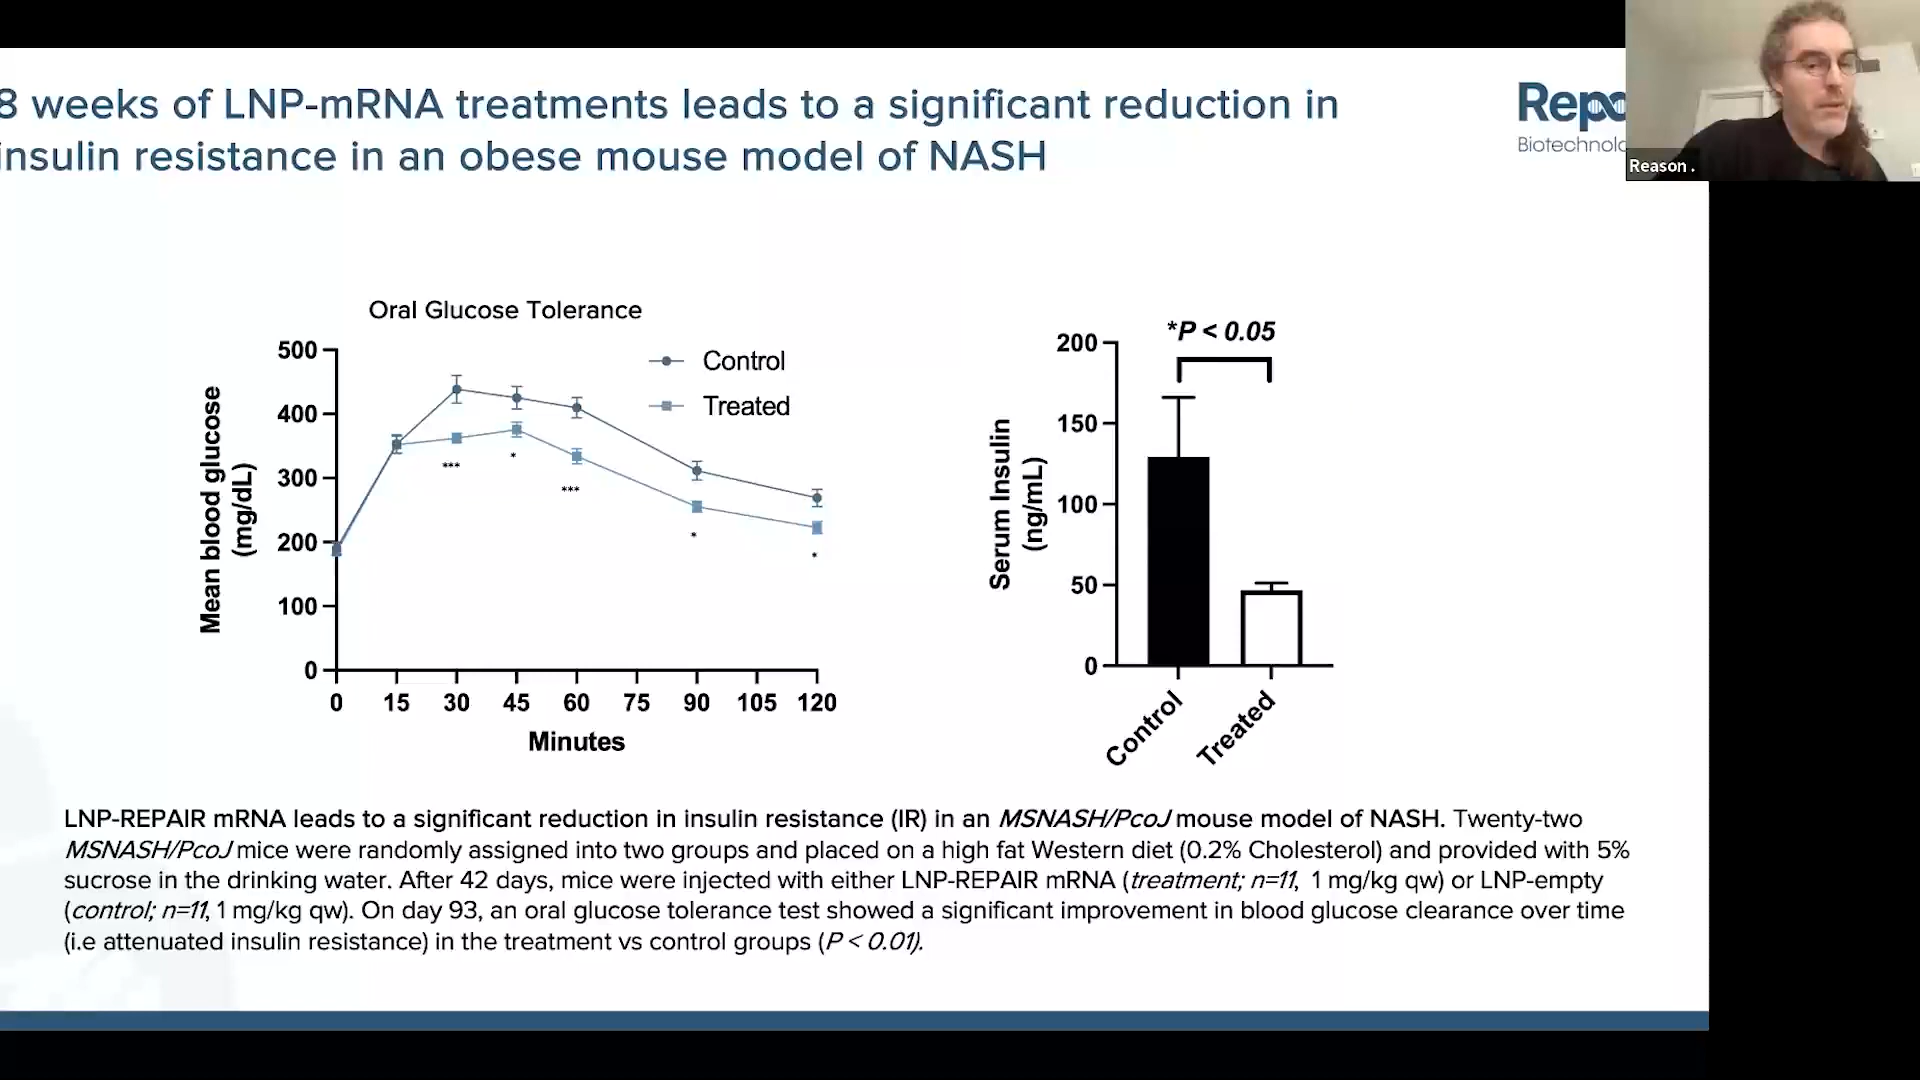 8 weeks of LNP-mRNA treatments leads to a significant reduction in
insulin resistance in an obese mouse model of NASH
Biotechnolo
Reason .
Oral Glucose Tolerance
Mean blood glucose
(mg/dL)
500
400
300
200
100
0
Control
Treated
***
*
***
*
*
0 15 30 45 60 75 90 105 120
Minutes
*P < 0.05
Serum Insulin
(ng/mL)
200
150
100
50
0
Control
Treated
LNP-REPAIR mRNA leads to a significant reduction in insulin resistance (IR) in an MSNASH/PcoJ mouse model of NASH. Twenty-two
MSNASH/PcoJ mice were randomly assigned into two groups and placed on a high fat Western diet (0.2% Cholesterol) and provided with 5%
sucrose in the drinking water. After 42 days, mice were injected with either LNP-REPAIR mRNA (treatment; n=11, 1 mg/kg qw) or LNP-empty
(control; n=11, 1 mg/kg qw). On day 93, an oral glucose tolerance test showed a significant improvement in blood glucose clearance over time
(i.e attenuated insulin resistance) in the treatment vs control groups (P < 0.01).